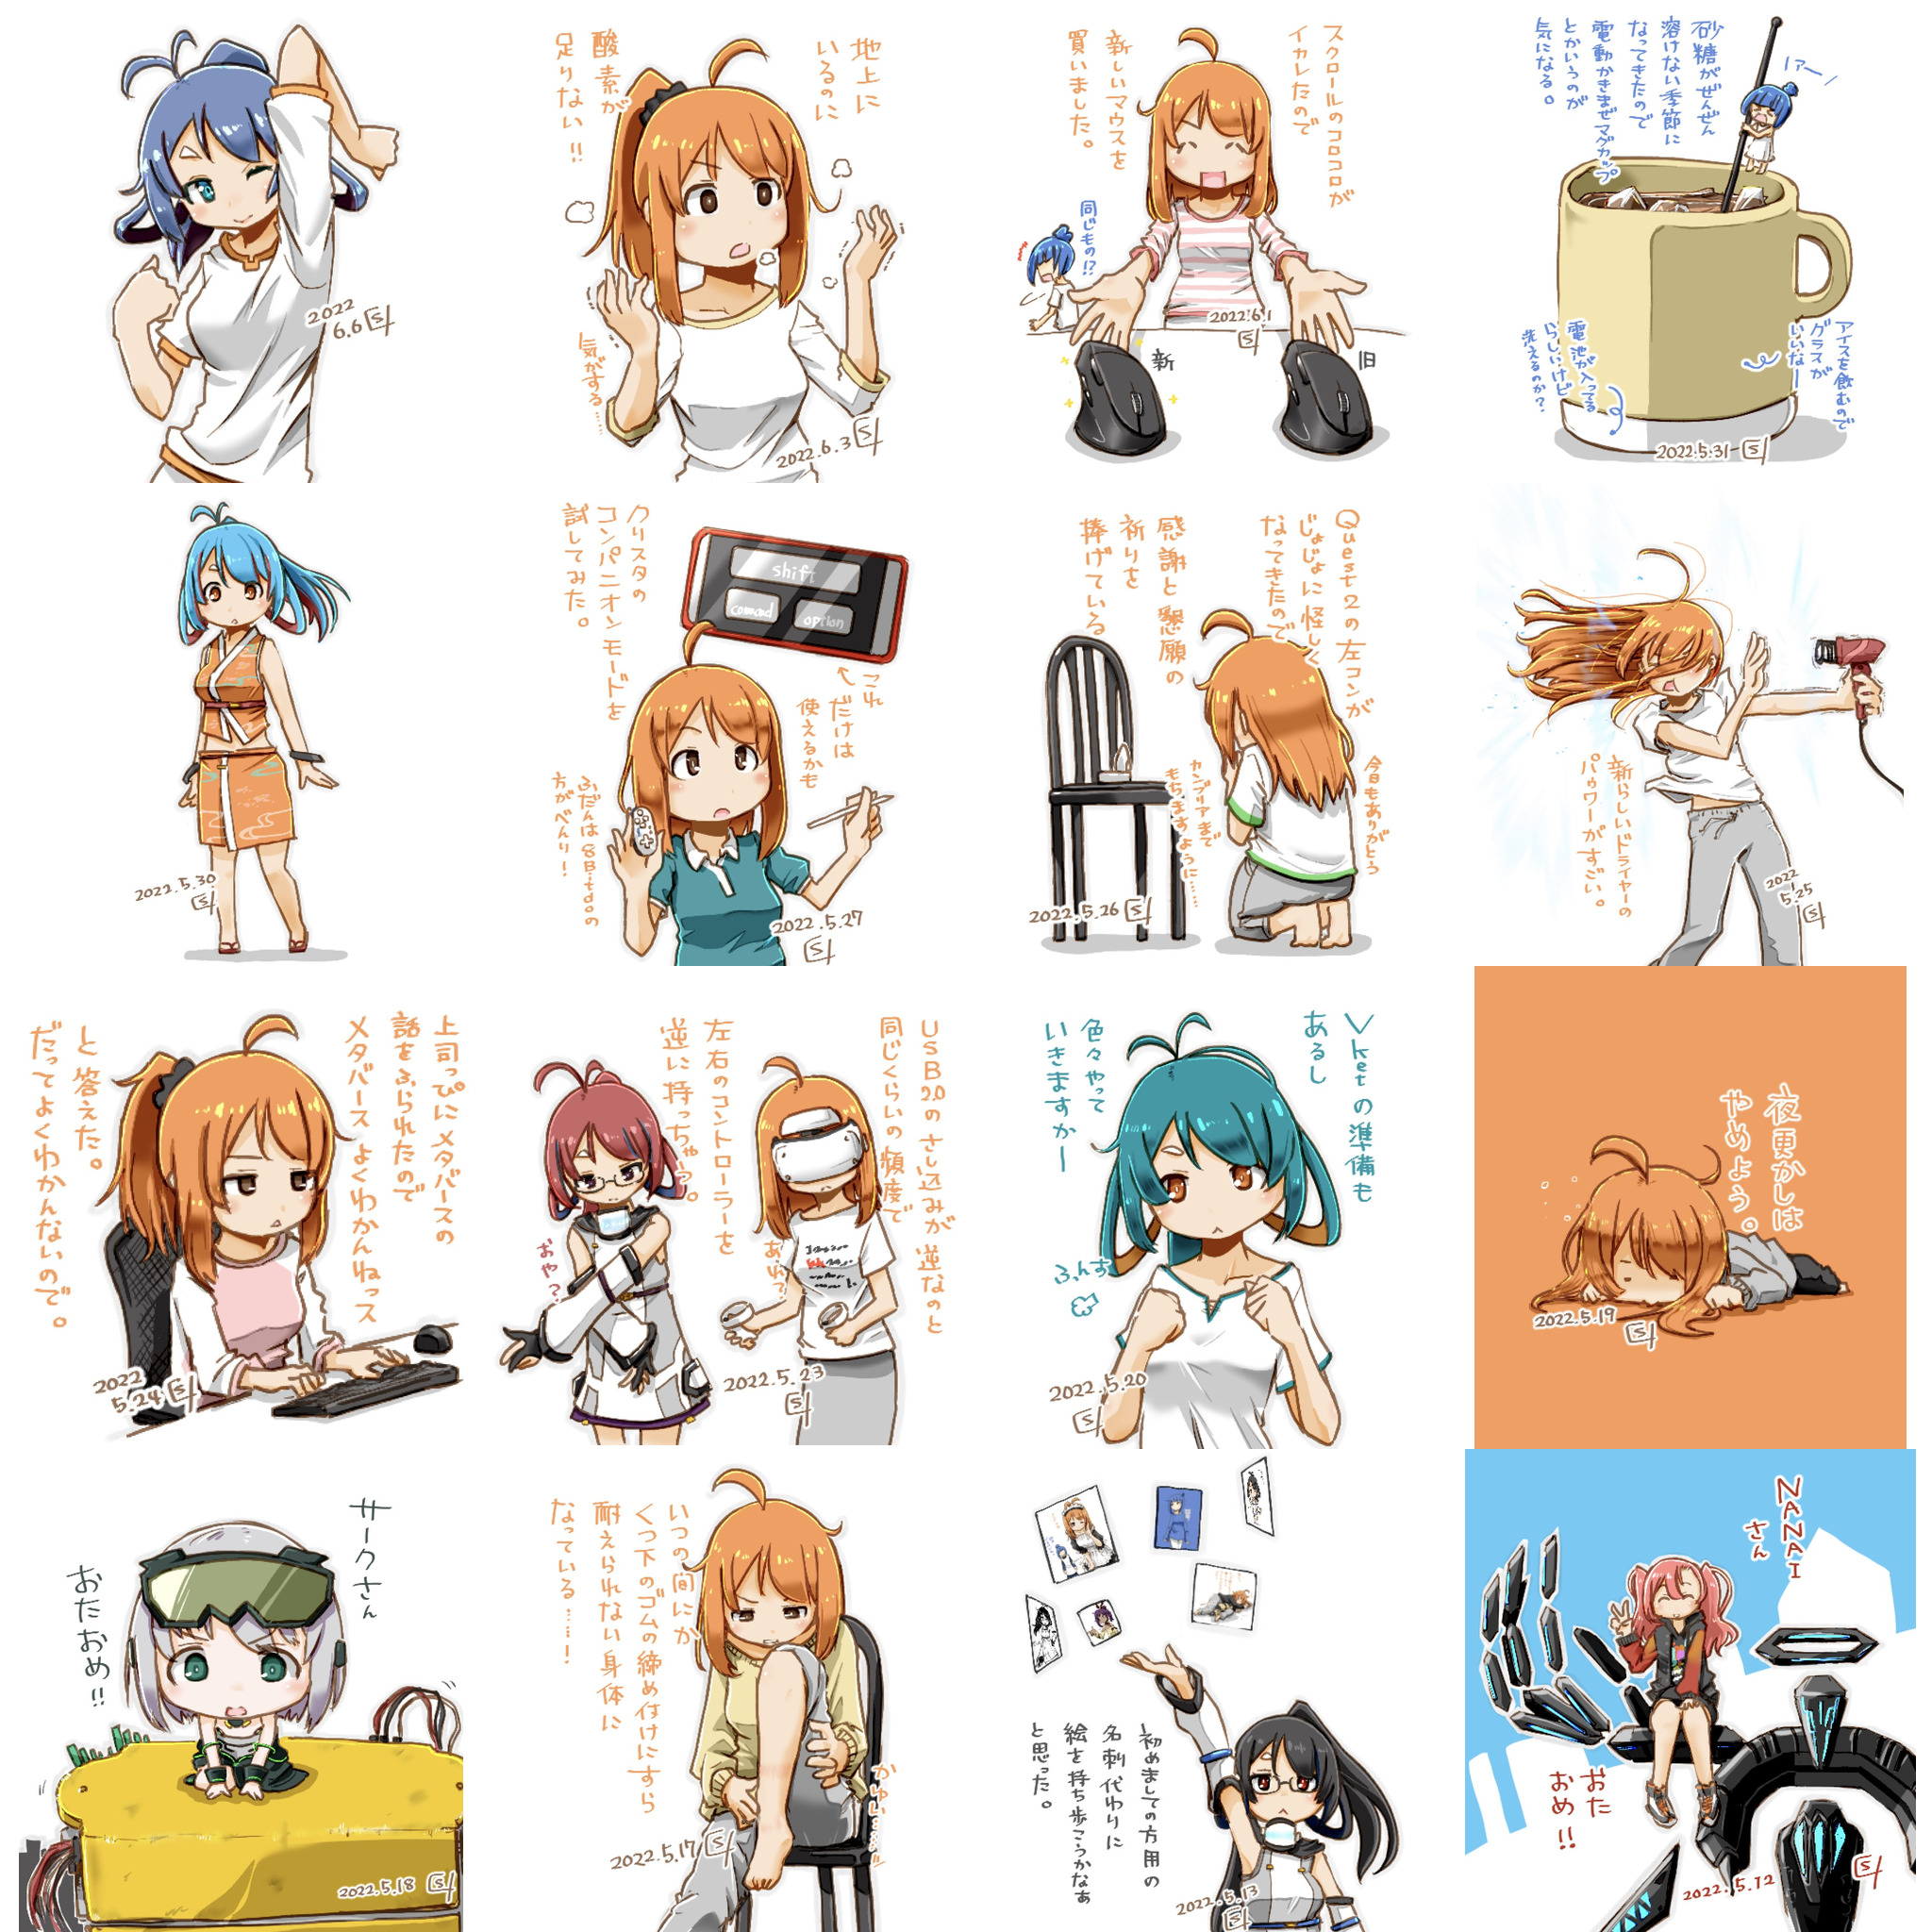 2022
6.6
地上に
いるのに
酸素が
足りない!!
気がする……
2022.6.3
スクロールのコロコロが
イカレたので
新しいマウスを
買いました。
同じもの!?
新
旧
2022.6.1
砂糖がぜんぜん
溶けない季節に
なってきたので
電動かきまぜマグカップ
とかいうのが
気になる。
アイスを飲むので
グラスが
いいなー
電池が入ってる
らしいけど
洗えるのか?
2022.5.31
2022.5.30
クリスタの
コンパニオンモードを
試してみた。
shift
comand
option
これ
だけは
使えるかも
ふだんは8Bitdoの
方がべんり!
2022.5.27
Quest2の左コンが
じょじょに怪しく
なってきたので
感謝と懇願の
祈りを
捧げている
今日もありがとう
カンブリアまで
もちますように……
2022.5.26
新らしいドライヤーの
パゥワーがすごい。
2022
5.25
上司っぴにメタバースの
話をふられたので
メタバースよくわかんねっス
と答えた。
だってよくわかんないので。
2022
5.24
USB2.0のさし込みが逆なのと
同じくらいの頻度で
左右のコントローラーを
逆に持っちゃう。
あれ?
おや?
2022.5.23
Vketの準備も
あるし
色々やって
いきますかー
ふんす
2022.5.20
夜更かしは
やめよう。
2022.5.19
サークさん
おたおめ!!
2022.5.18
いつの間にか
くつ下のゴムの締め付けにすら
耐えられない身体に
なっている……!
かゆい……!!
2022.5.17
初めましての方用の
名刺代わりに
絵を持ち歩こうかなぁ
と思った。
2022.5.13
NANAI
さん
おた
おめ!!
2022.5.12